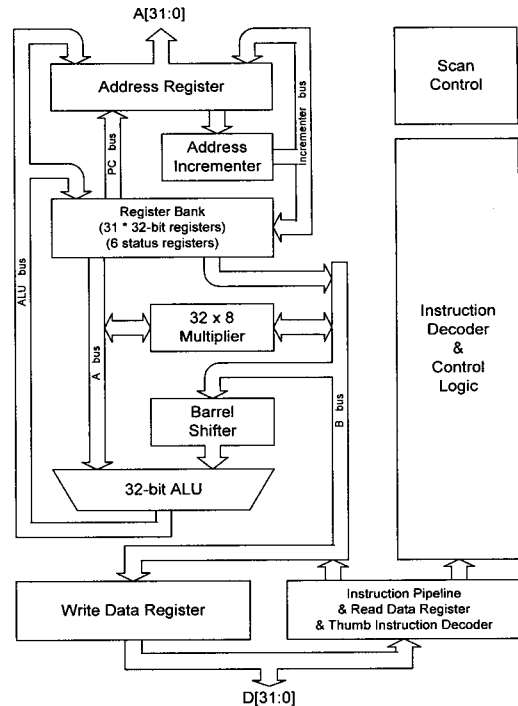 A[31:0]
Address Register
Scan
Control
PC bus
Address
Incrementer
incrementer bus
Register Bank
(31 * 32-bit registers)
(6 status registers)
ALU bus
A bus
32 x 8
Multiplier
Instruction
Decoder
&
Control
Logic
B bus
Barrel
Shifter
32-bit ALU
Write Data Register
Instruction Pipeline
& Read Data Register
& Thumb Instruction Decoder
D[31:0]